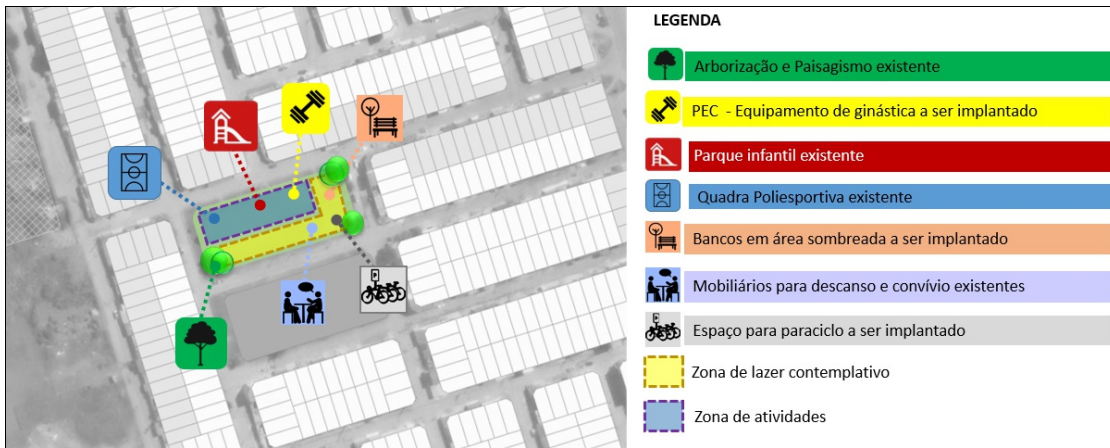 LEGENDA
Arborização e Paisagismo existente
PEC - Equipamento de ginástica a ser implantado
Parque infantil existente
Quadra Poliesportiva existente
Bancos em área sombreada a ser implantado
Mobiliários para descanso e convívio existentes
Espaço para paraciclo a ser implantado
Zona de lazer contemplativo
Zona de atividades
P
P